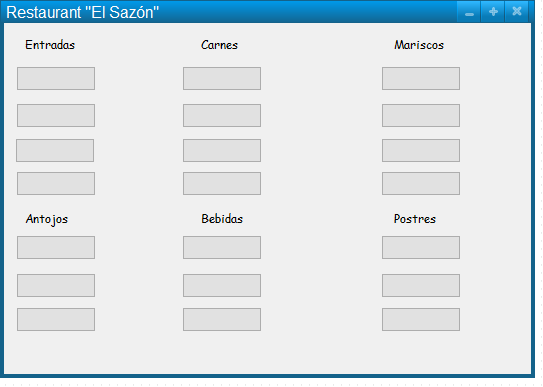 Restaurant "El Sazón"
Entradas Carnes Mariscos
Antojos Bebidas Postres